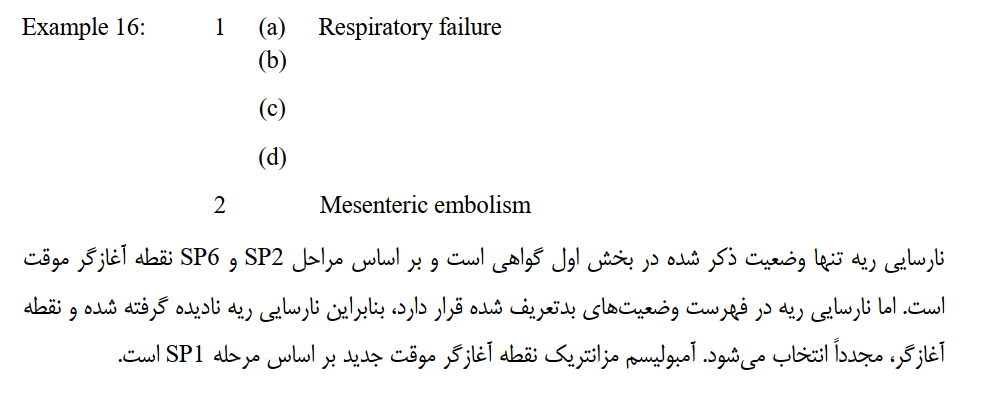 Example 16: 1 (a) Respiratory failure
(b)
(c)
(d)
2 Mesenteric embolism
نارسایی ریه تنها وضعیت ذکر شده در بخش اول گواهی است و بر اساس مراحل SP2 و SP6 نقطه آغازگر موقت
است. اما نارسایی ریه در فهرست وضعیت‌های بدتعریف شده قرار دارد، بنابراین نارسایی ریه نادیده گرفته شده و نقطه
آغازگر، مجدداً انتخاب می‌شود. آمبولیسم مزانتریک نقطه آغازگر موقت جدید بر اساس مرحله SP1 است.